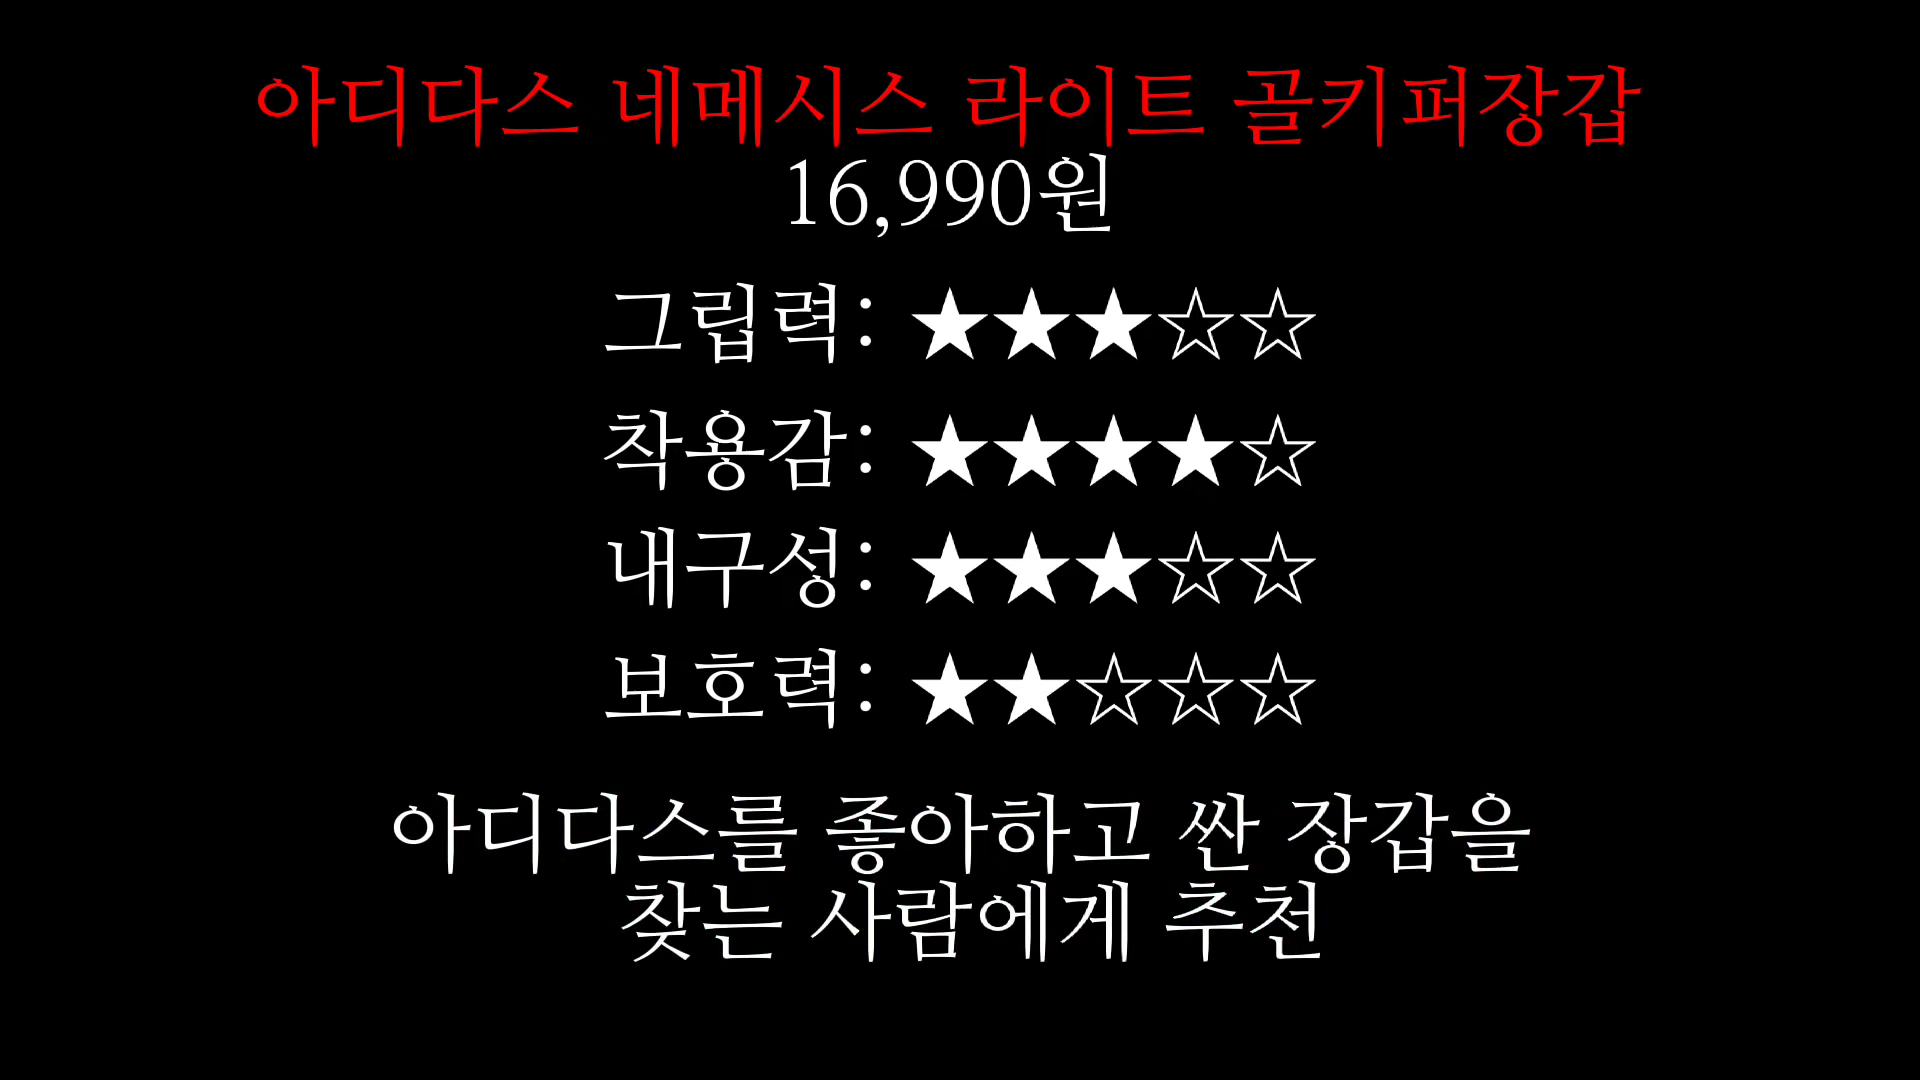 아디다스 네메시스 라이트 골키퍼장갑
16,990원
그립력: ★★★☆☆
착용감: ★★★★☆
내구성: ★★★☆☆
보호력: ★★☆☆☆
아디다스를 좋아하고 싼 장갑을
찾는 사람에게 추천